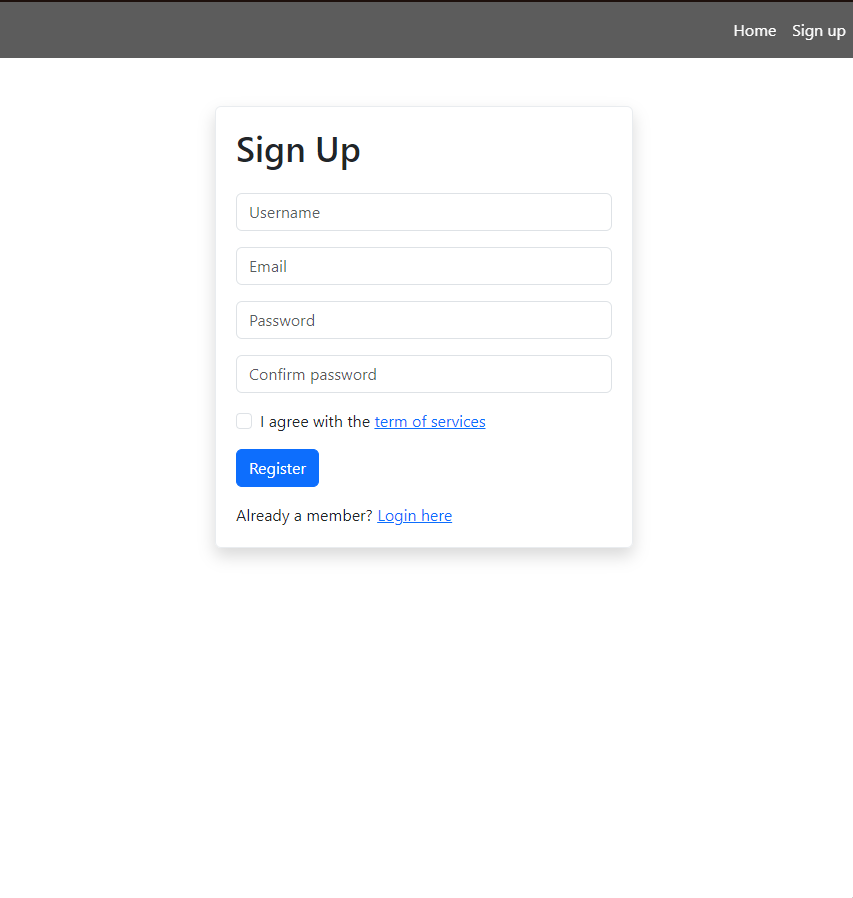 Home Sign up
Sign Up
Username
Email
Password
Confirm password
I agree with the term of services
Register
Already a member? Login here